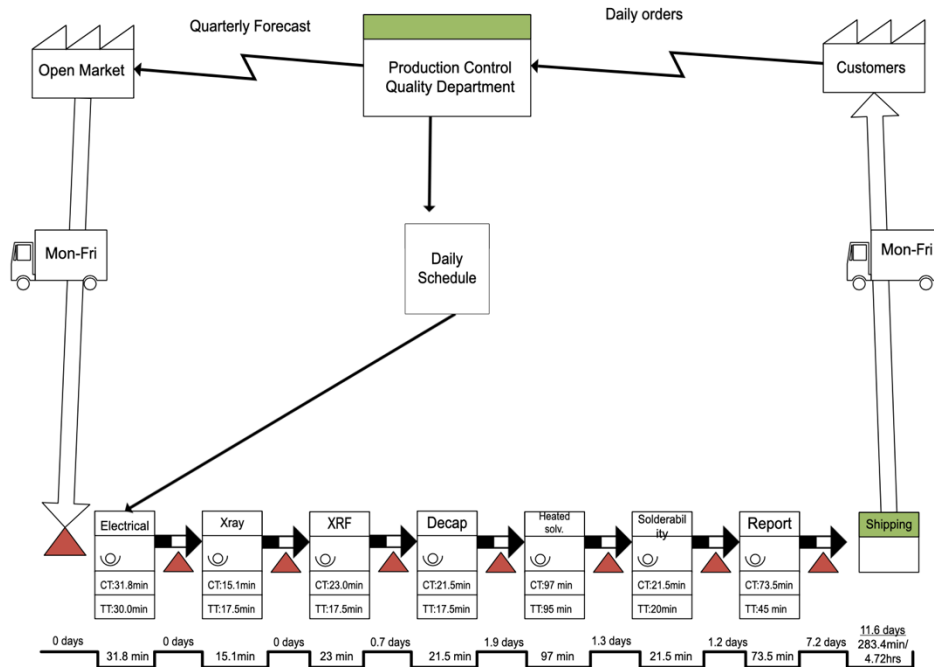 Quarterly Forecast
Daily orders
Open Market
Production Control
Quality Department
Customers
Mon-Fri
Daily
Schedule
Mon-Fri
Electrical
CT:31.8min
TT:30.0min
Xray
CT:15.1min
TT:17.5min
XRF
CT:23.0min
TT:17.5min
Decap
CT:21.5min
TT:17.5min
Heated
solv.
CT:97 min
TT:95 min
Solderabil
ity
CT:21.5min
TT:20min
Report
CT:73.5min
TT:45 min
Shipping
0 days
31.8 min
0 days
15.1min
0 days
23 min
0.7 days
21.5 min
1.9 days
97 min
1.3 days
21.5 min
1.2 days
73.5 min
7.2 days
11.6 days
283.4min/
4.72hrs